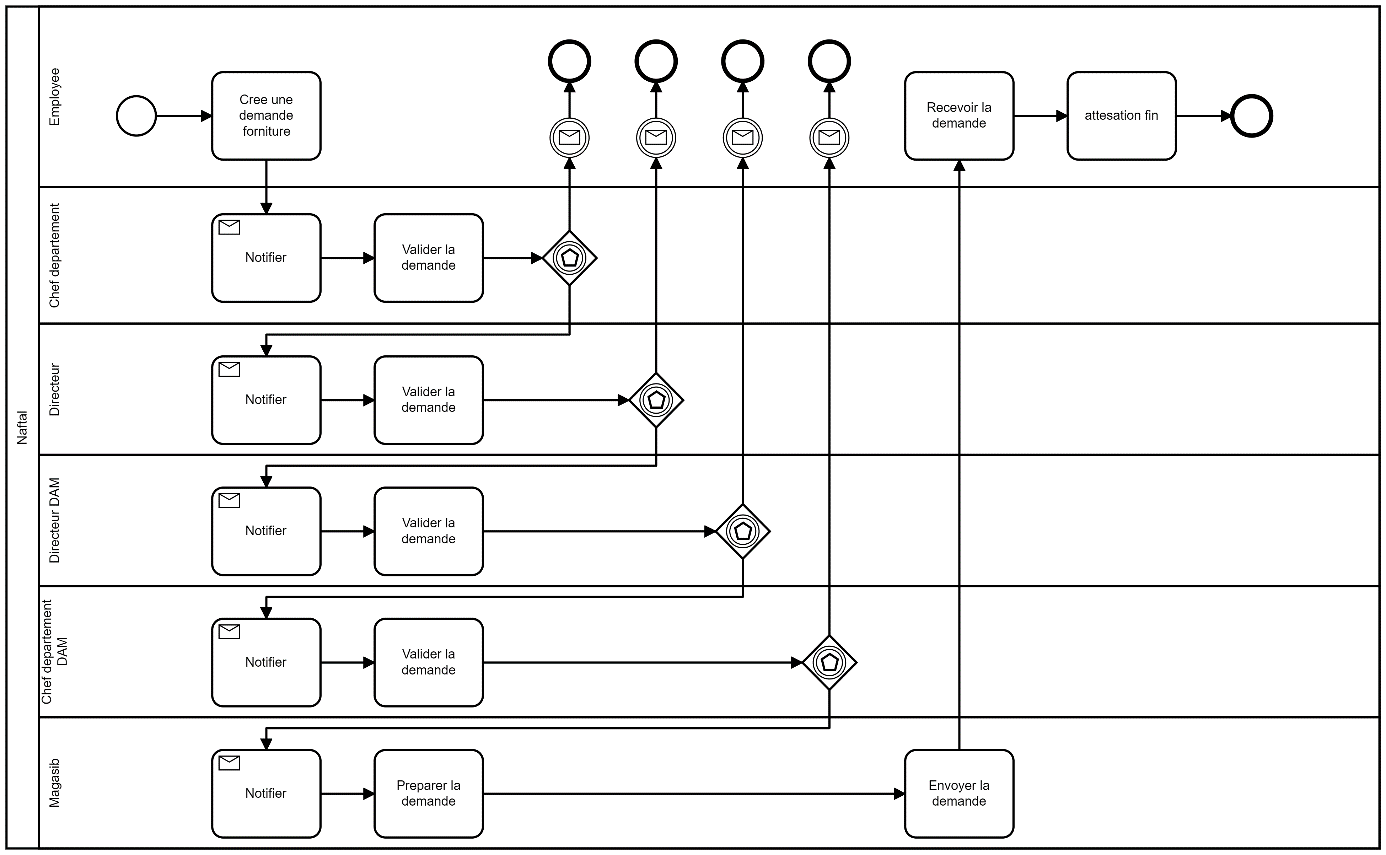 Naftal
Employee
Cree une
demande
forniture
Recevoir la
demande
attesation fin
Chef departement
Notifier
Valider la
demande
Directeur
Notifier
Valider la
demande
Directeur DAM
Notifier
Valider la
demande
Chef departement
DAM
Notifier
Valider la
demande
Magasib
Notifier
Preparer la
demande
Envoyer la
demande